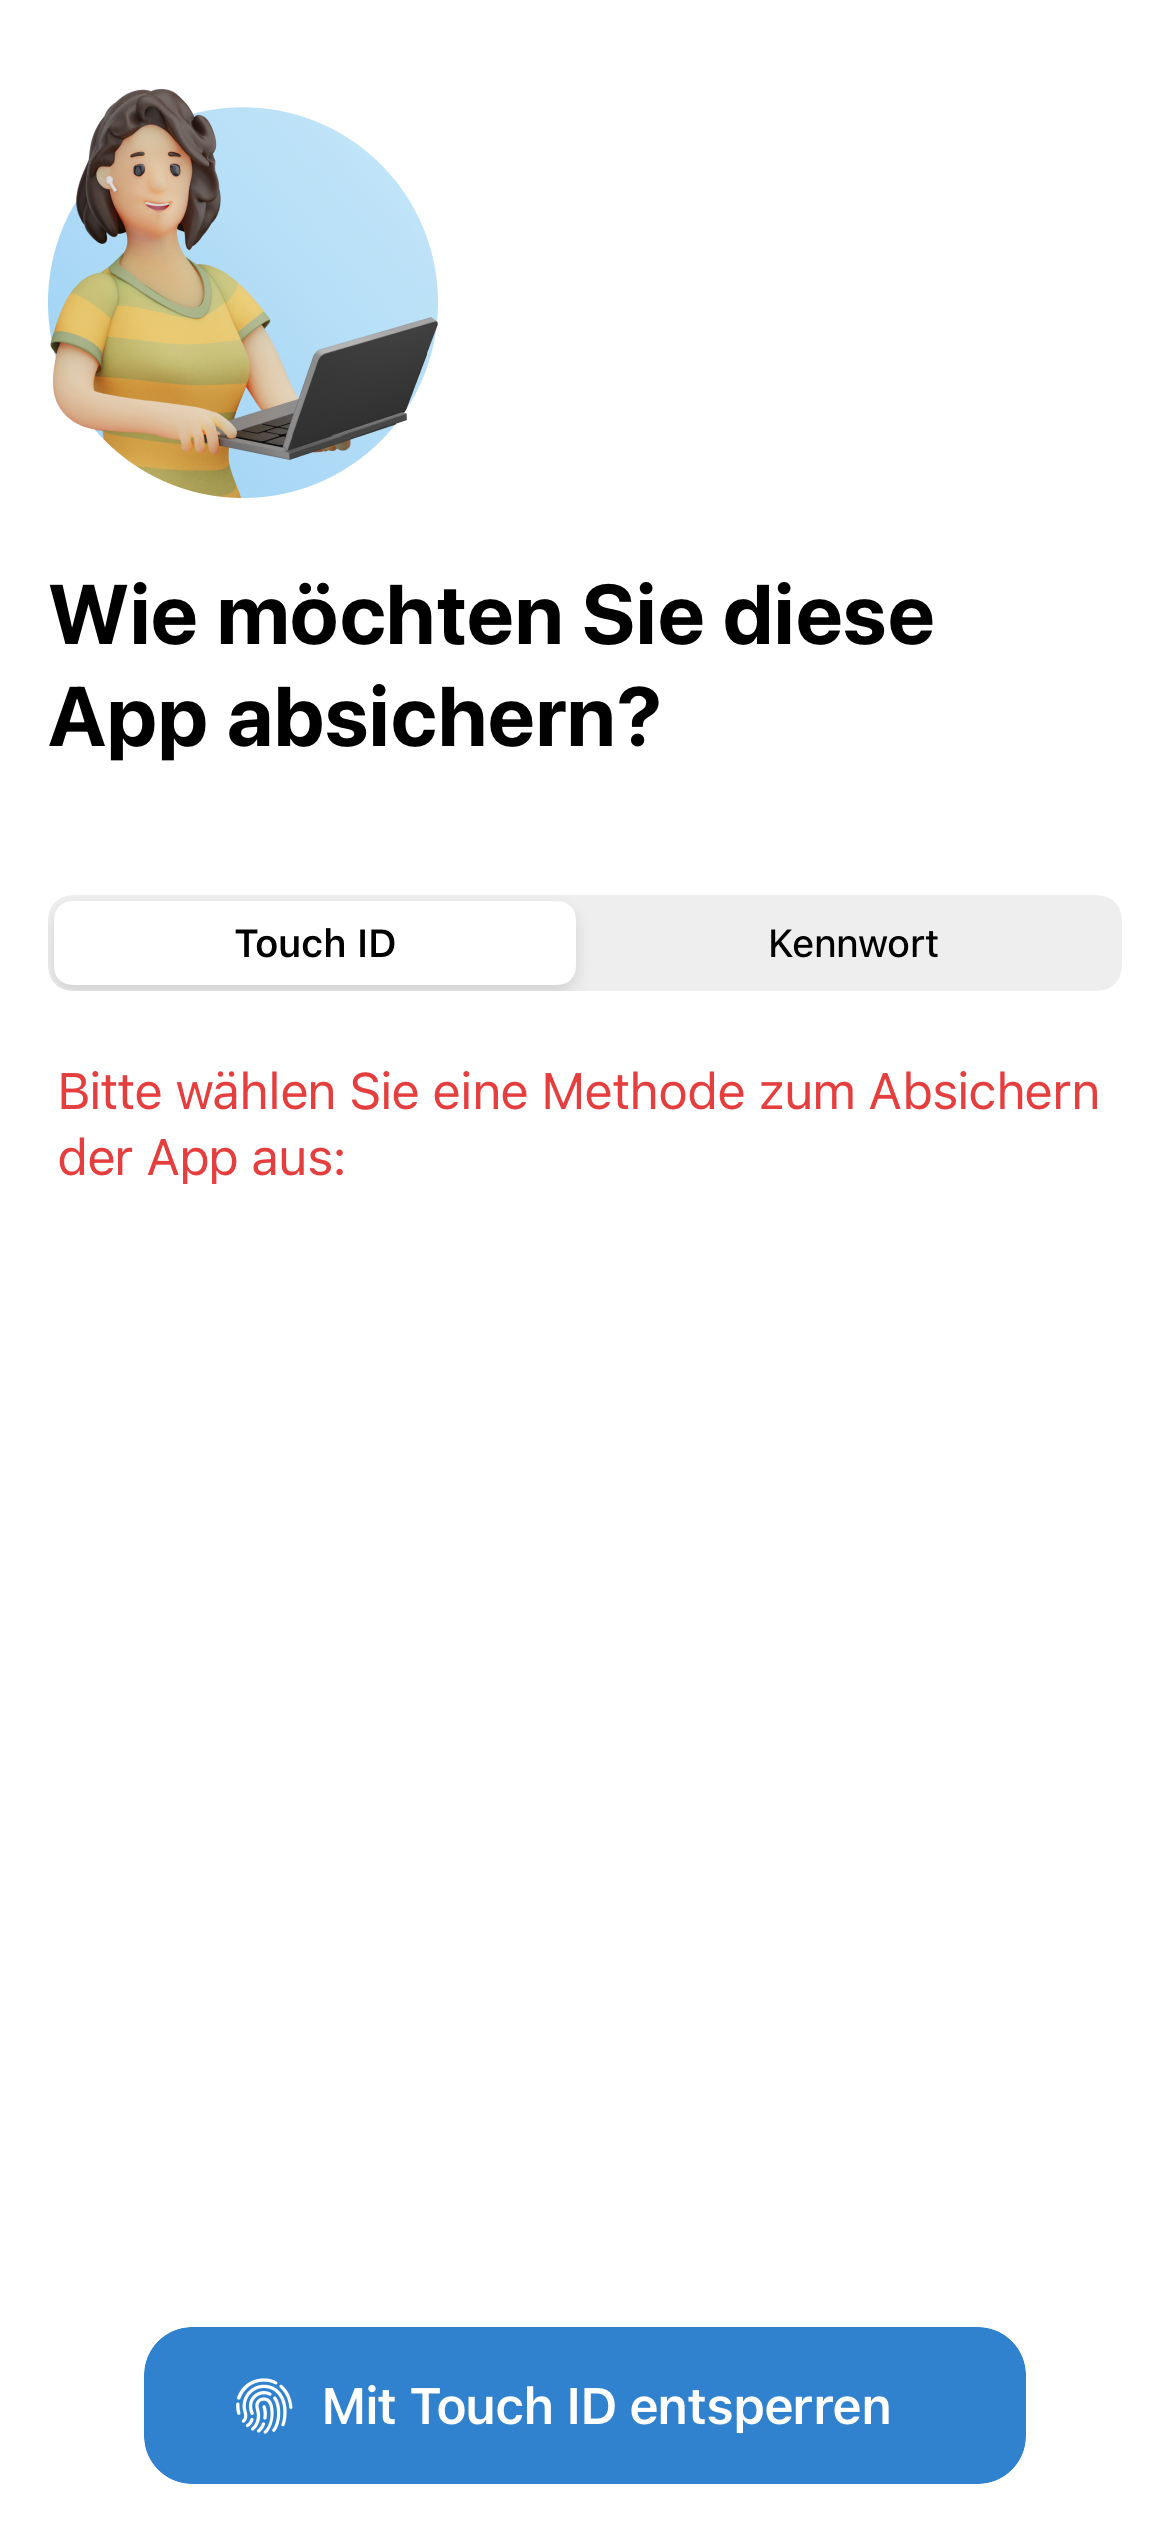 Wie möchten Sie diese
App absichern?
Touch ID
Kennwort
Bitte wählen Sie eine Methode zum Absichern
der App aus:
Mit Touch ID entsperren